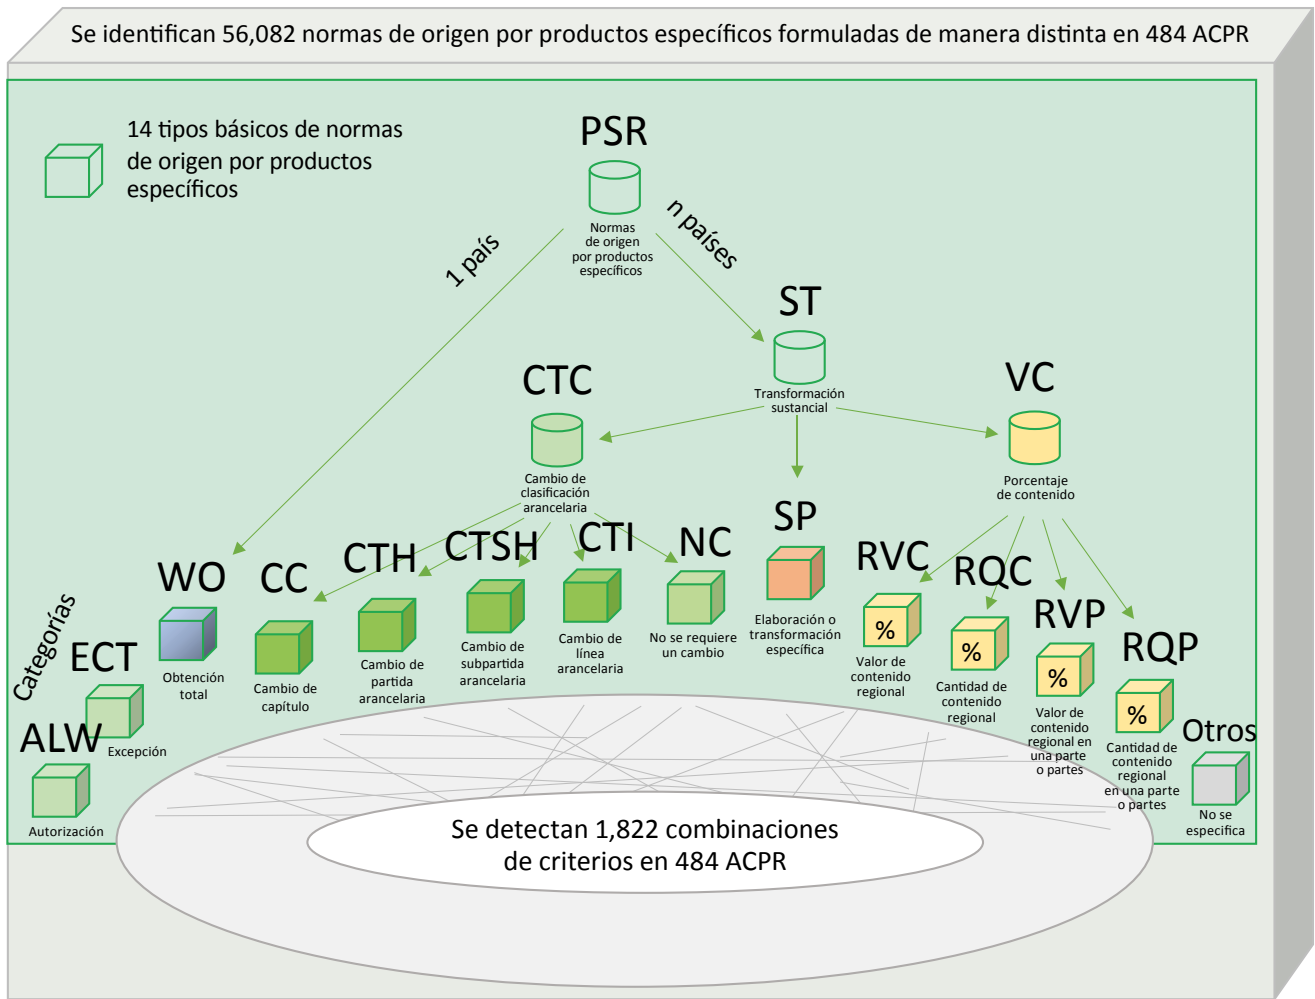 Se identifican 56,082 normas de origen por productos específicos formuladas de manera distinta en 484 ACPR
14 tipos básicos de normas
de origen por productos
específicos
PSR
Normas
de origen
por productos
específicos
1 país
n países
ST
Transformación
sustancial
CTC
Cambio de
clasificación
arancelaria
VC
Porcentaje
de contenido
Categorías
ALW
Autorización
ECT
Excepción
WO
Obtención
total
CC
Cambio de
capítulo
CTH
Cambio de
partida
arancelaria
CTSH
Cambio de
subpartida
arancelaria
CTI
Cambio de
línea
arancelaria
NC
No se requiere
un cambio
SP
Elaboración o
transformación
específica
RVC
%
Valor de
contenido
regional
RQC
%
Cantidad de
contenido
regional
RVP
%
Valor de
contenido
regional en
una parte
o partes
RQP
%
Cantidad de
contenido
regional
en una parte
o partes
Otros
No se
especifica
Se detectan 1,822 combinaciones
de criterios en 484 ACPR